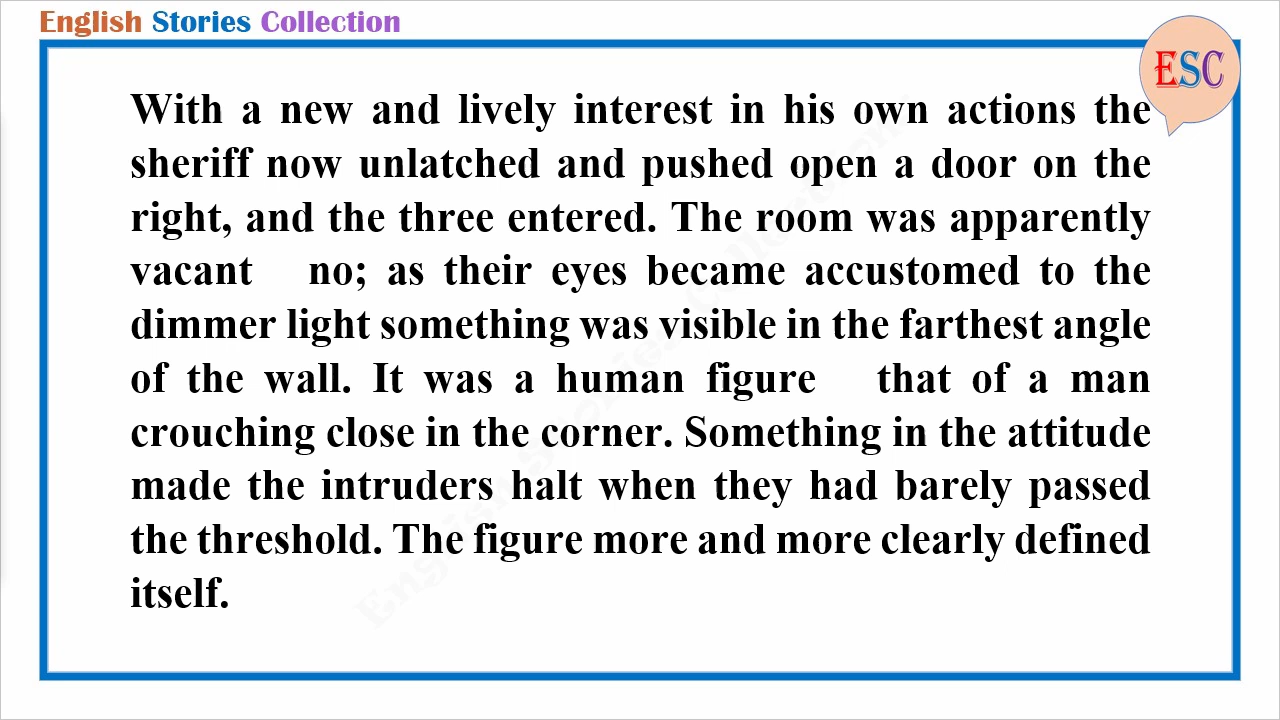 English Stories Collection
ESC
With a new and lively interest in his own actions the
sheriff now unlatched and pushed open a door on the
right, and the three entered. The room was apparently
vacant no; as their eyes became accustomed to the
dimmer light something was visible in the farthest angle
of the wall. It was a human figure that of a man
crouching close in the corner. Something in the attitude
made the intruders halt when they had barely passed
the threshold. The figure more and more clearly defined
itself.
English Stories Collection